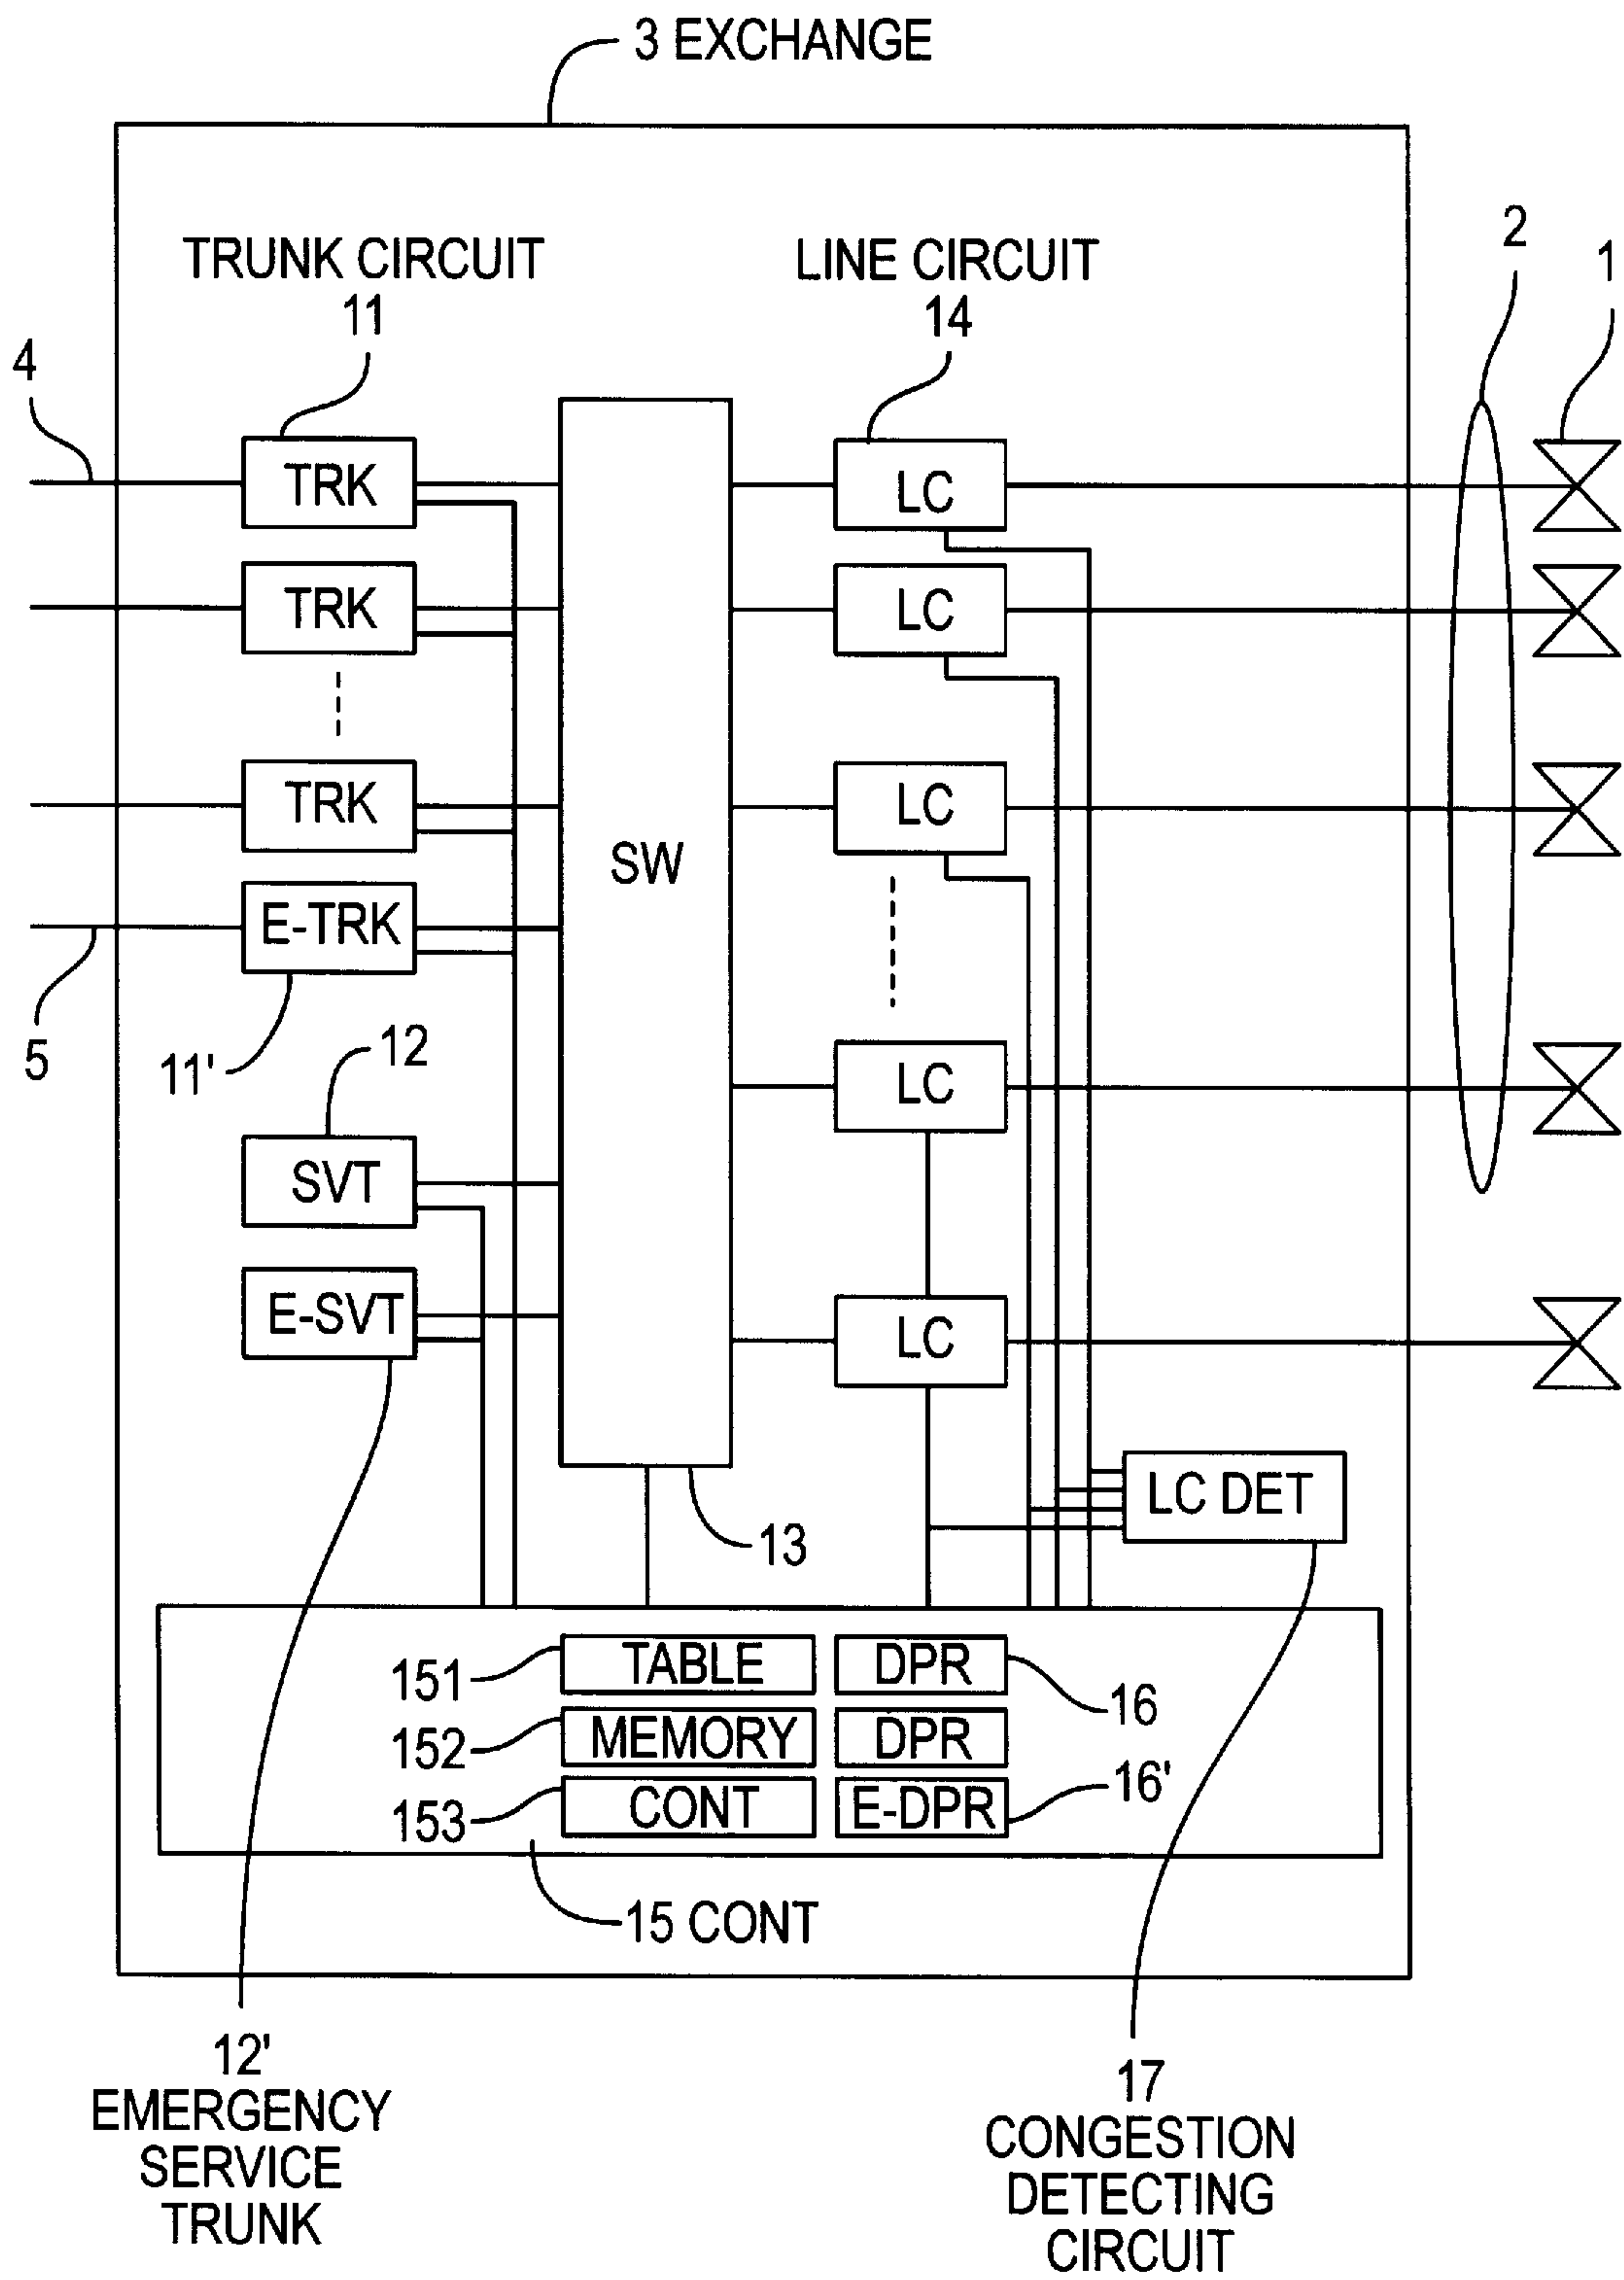 3 EXCHANGE
TRUNK CIRCUIT
11
LINE CIRCUIT
14
2
1
4
TRK
LC
TRK
LC
TRK
LC
SW
E-TRK
5
11'
12
LC
SVT
E-SVT
LC
LC DET
13
151
TABLE
DPR
16
152
MEMORY
DPR
153
CONT
E-DPR
16'
15 CONT
12'
EMERGENCY
SERVICE
TRUNK
17
CONGESTION
DETECTING
CIRCUIT